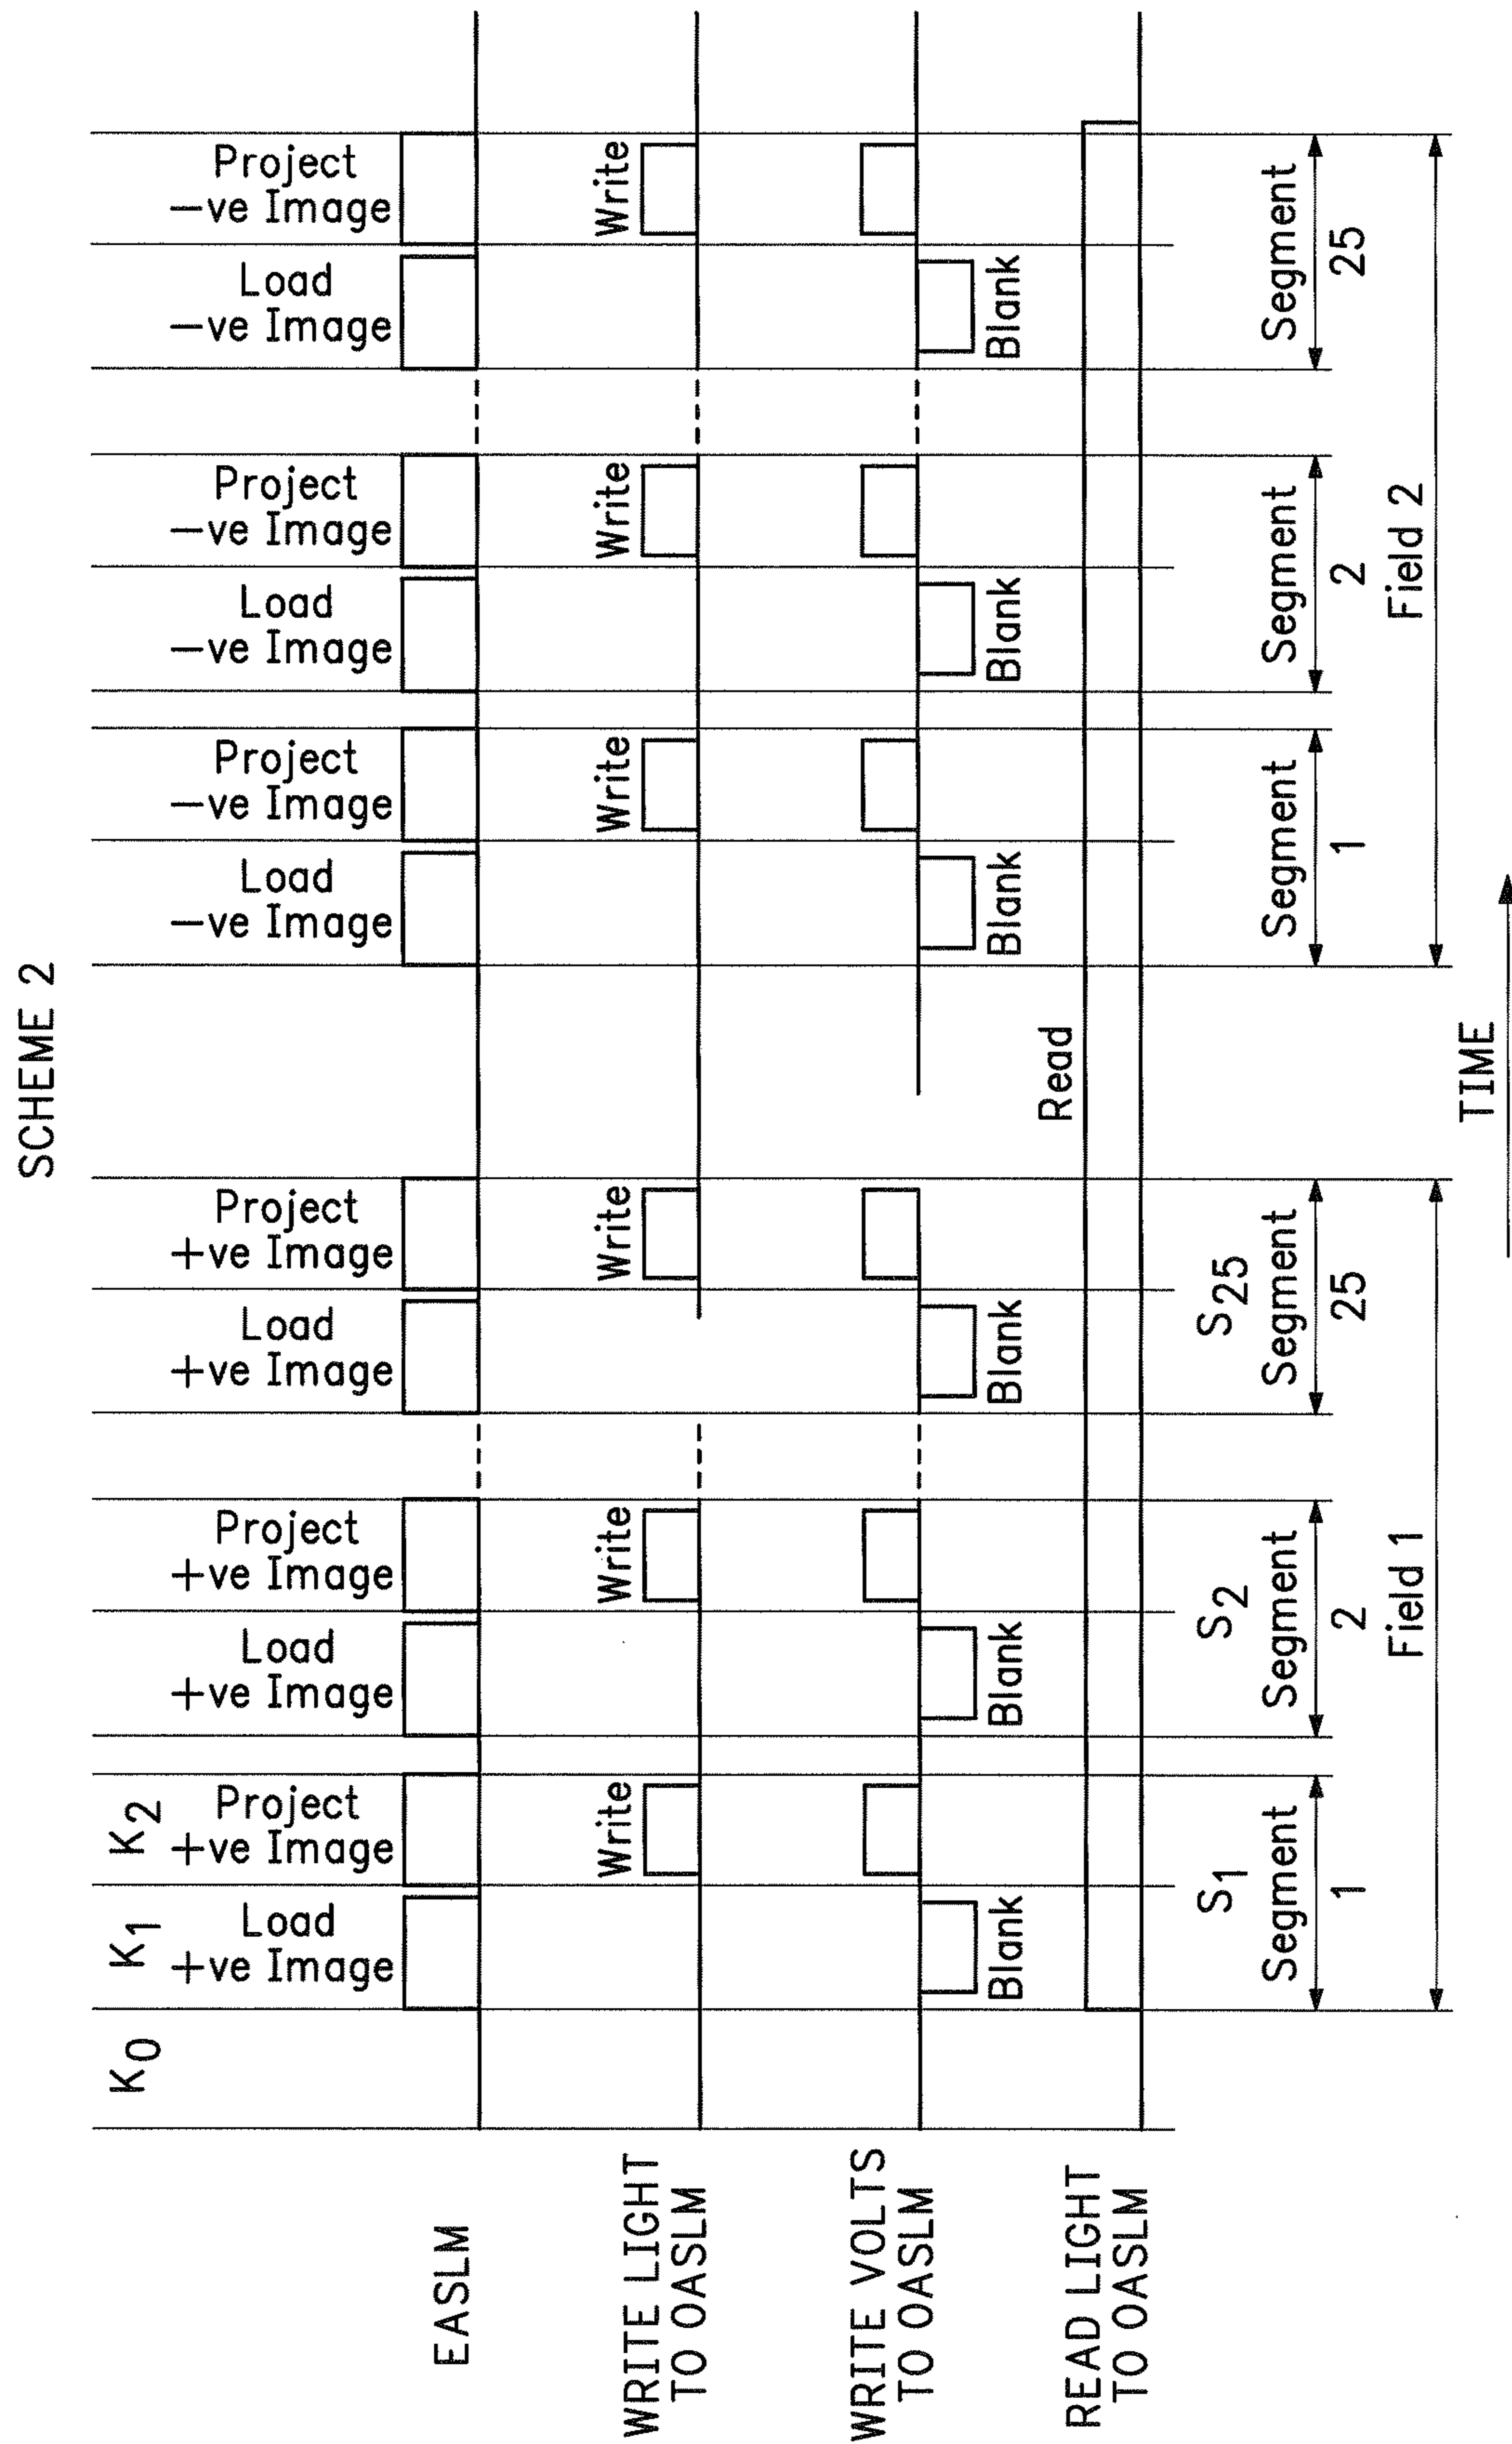 SCHEME 2
K0
K1
K2
Load
+ve Image
Project
+ve Image
Load
+ve Image
Project
+ve Image
Load
+ve Image
Project
+ve Image
Load
−ve Image
Project
−ve Image
Load
−ve Image
Project
−ve Image
Load
−ve Image
Project
−ve Image
EASLM
WRITE LIGHT
TO OASLM
Write
Write
Write
Write
Write
Write
WRITE VOLTS
TO OASLM
Blank
Blank
Blank
Blank
Blank
Blank
READ LIGHT
TO OASLM
Read
S1
S2
S25
Segment
1
Segment
2
Segment
25
Segment
1
Segment
2
Segment
25
Field 1
Field 2
TIME